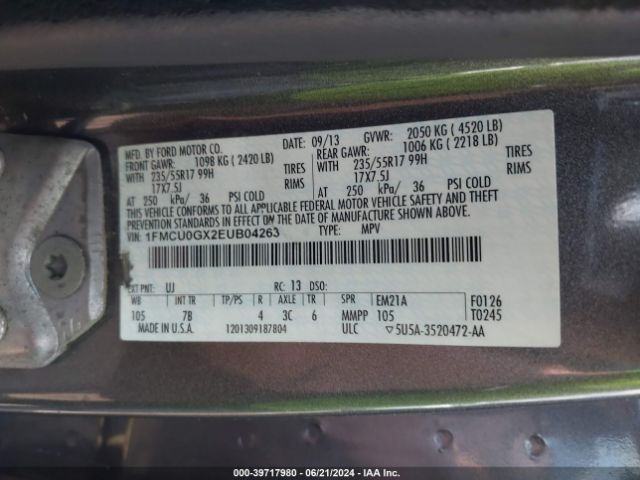 MFD. BY FORD MOTOR CO. DATE: 09/13 GVWR: 2050 KG ( 4520 LB)
FRONT GAWR: 1098 KG ( 2420 LB) REAR GAWR: 1006 KG ( 2218 LB)
WITH 235/55R17 99H TIRES WITH 235/55R17 99H TIRES
17X7.5J RIMS 17X7.5J RIMS
AT 250 kPa/ 36 PSI COLD AT 250 kPa/ 36 PSI COLD
THIS VEHICLE CONFORMS TO ALL APPLICABLE FEDERAL MOTOR VEHICLE SAFETY AND THEFT
PREVENTION STANDARDS IN EFFECT ON THE DATE OF MANUFACTURE SHOWN ABOVE.
VIN: 1FMCU0GX2EUB04263 TYPE: MPV
EXT PNT: UJ RC: 13 DSO:
WB INT TR TP/PS R AXLE TR SPR EM21A F0126
105 7B 4 3C 6 MMPP 105 T0245
MADE IN U.S.A. 1201309187804 ULC ▽5U5A-3520472-AA
000-39717980 - 06/21/2024 - IAA Inc.